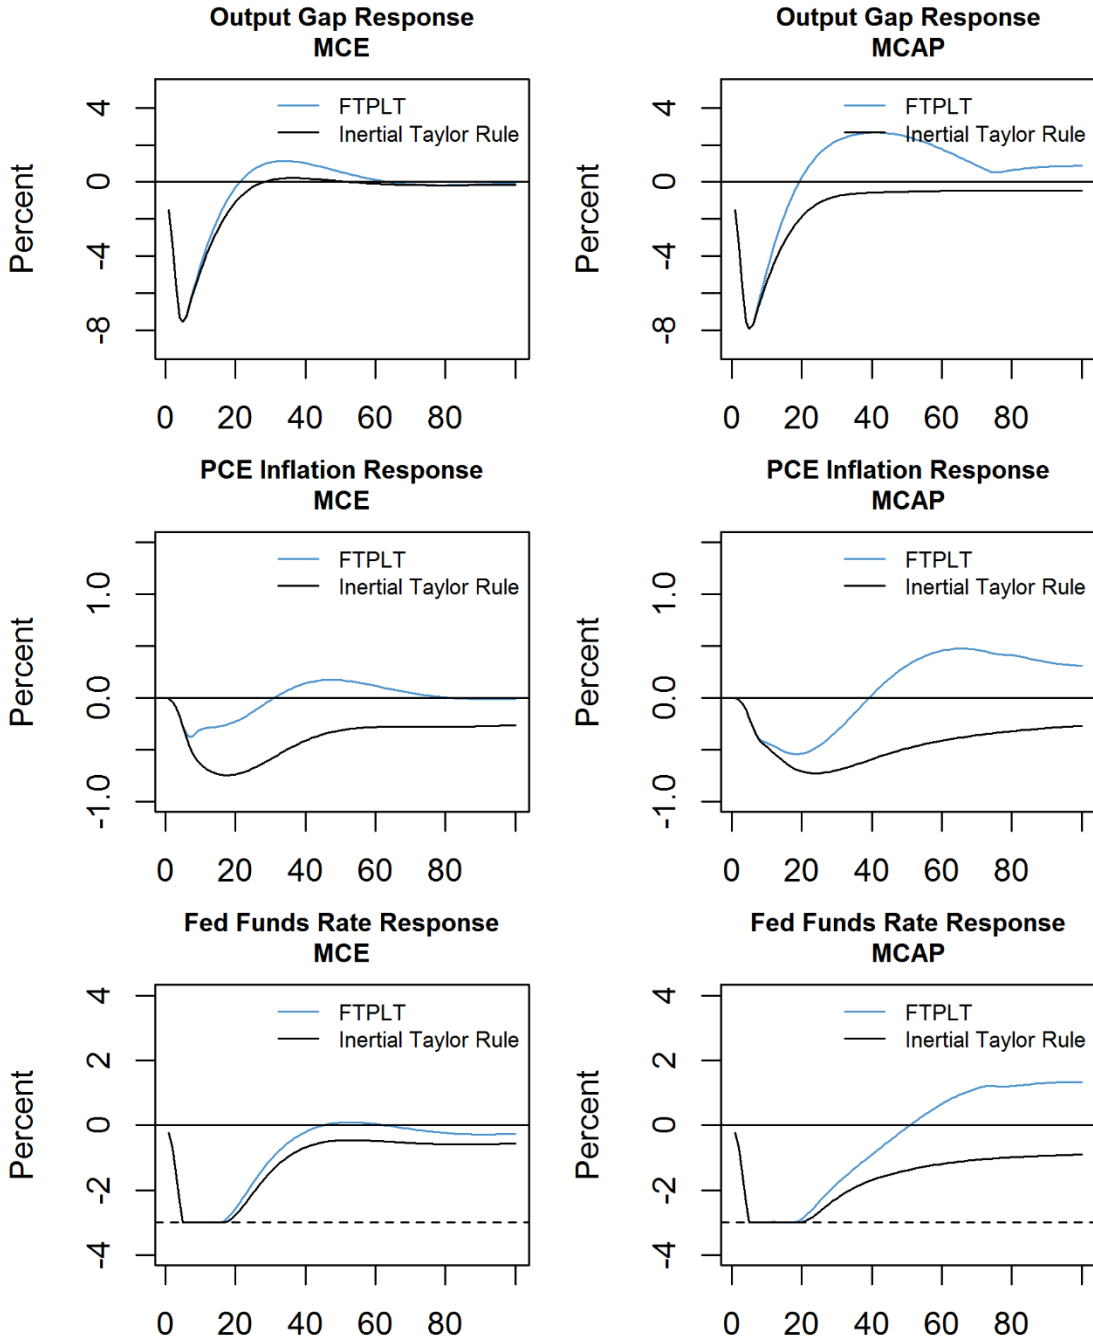 Output Gap Response
MCE
Percent
4
0
-4
-8
FTPLT
Inertial Taylor Rule
0 20 40 60 80
Output Gap Response
MCAP
Percent
4
0
-4
-8
FTPLT
Inertial Taylor Rule
0 20 40 60 80
PCE Inflation Response
MCE
Percent
1.0
0.0
-1.0
FTPLT
Inertial Taylor Rule
0 20 40 60 80
PCE Inflation Response
MCAP
Percent
1.0
0.0
-1.0
FTPLT
Inertial Taylor Rule
0 20 40 60 80
Fed Funds Rate Response
MCE
Percent
4
2
0
-2
-4
FTPLT
Inertial Taylor Rule
0 20 40 60 80
Fed Funds Rate Response
MCAP
Percent
4
2
0
-2
-4
FTPLT
Inertial Taylor Rule
0 20 40 60 80